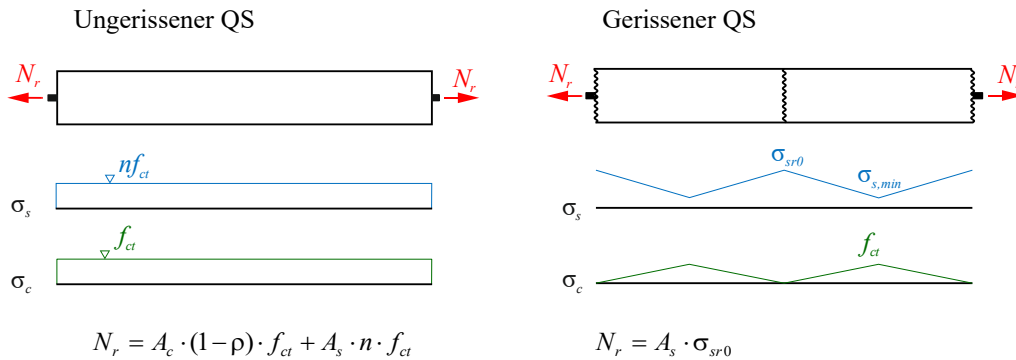 Ungerissener QS
Gerissener QS
N_r N_r
N_r N
nf_ct
σ_s
f_ct
σ_c
σ_sr0
σ_s,min
σ_s
f_ct
σ_c
N_r = A_c · (1 − ρ) · f_ct + A_s · n · f_ct
N_r = A_s · σ_sr0